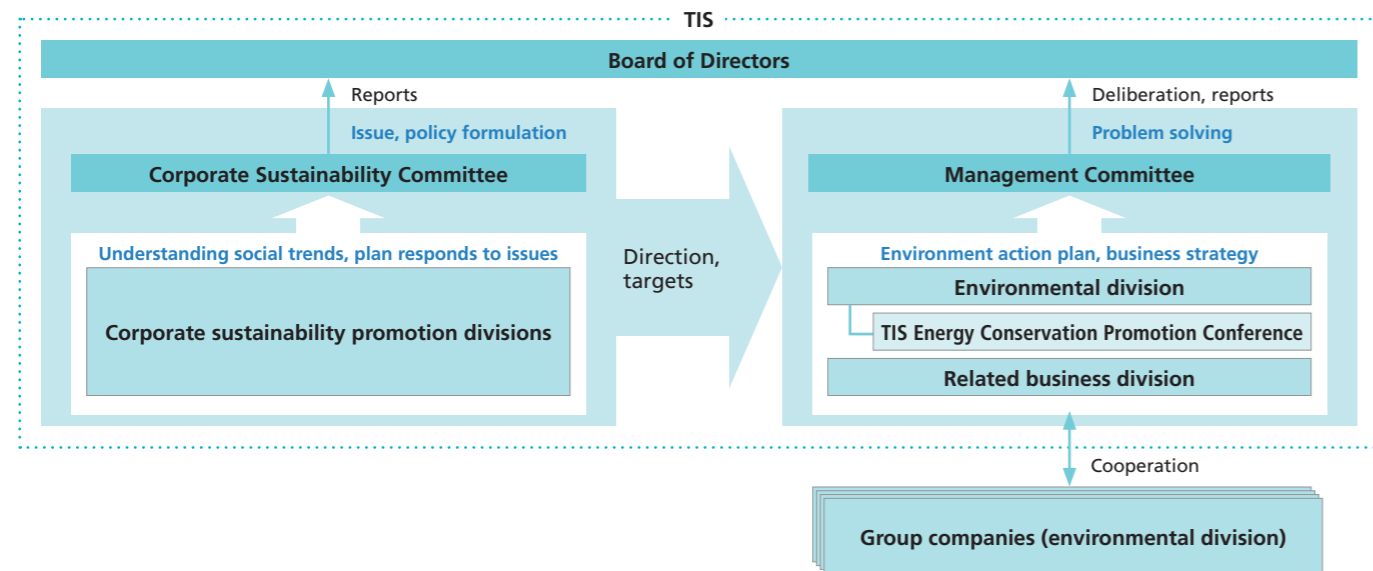 TIS
Board of Directors
Reports
Issue, policy formulation
Corporate Sustainability Committee
Understanding social trends, plan responds to issues
Corporate sustainability promotion divisions
Direction,
targets
Deliberation, reports
Problem solving
Management Committee
Environment action plan, business strategy
Environmental division
TIS Energy Conservation Promotion Conference
Related business division
Cooperation
Group companies (environmental division)